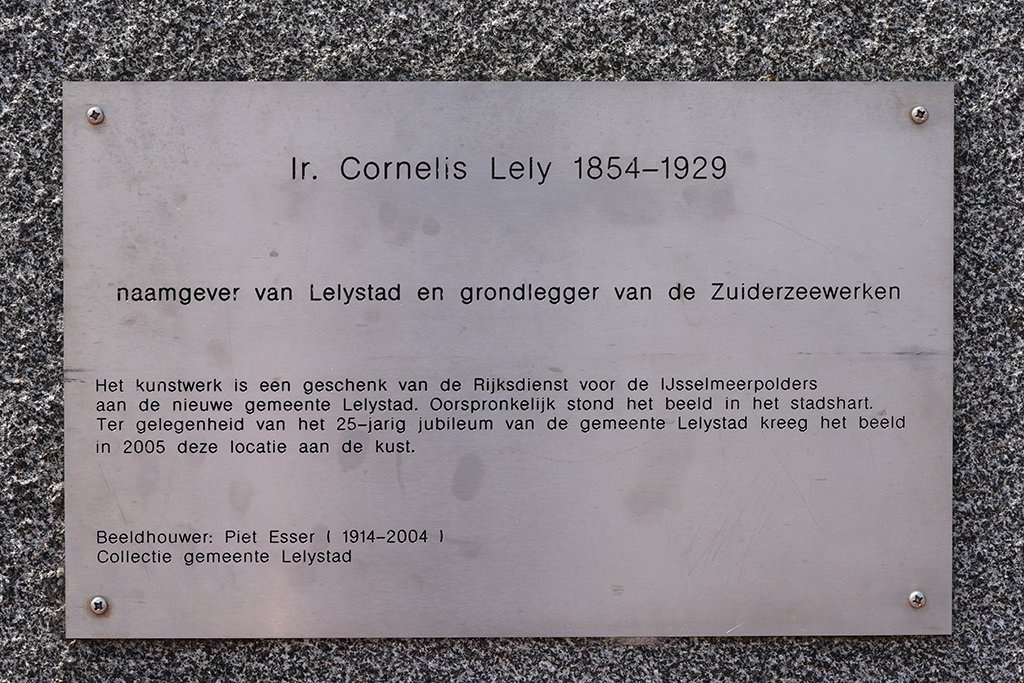 Ir. Cornelis Lely 1854-1929
naamgever van Lelystad en grondlegger van de Zuiderzeewerken
Het kunstwerk is een geschenk van de Rijksdienst voor de IJsselmeerpolders
aan de nieuwe gemeente Lelystad. Oorspronkelijk stond het beeld in het stadshart.
Ter gelegenheid van het 25-jarig jubileum van de gemeente Lelystad kreeg het beeld
in 2005 deze locatie aan de kust.
Beeldhouwer: Piet Esser ( 1914-2004 )
Collectie gemeente Lelystad